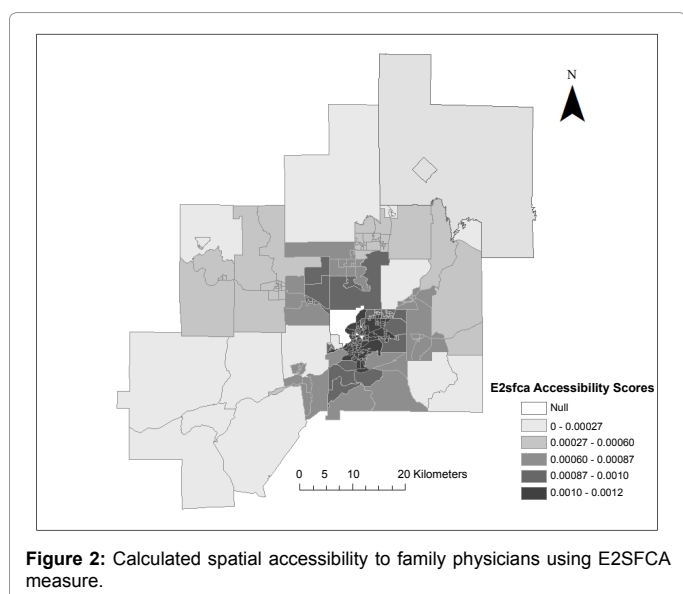 N
E2sfca Accessibility Scores
Null
0 - 0.00027
0.00027 - 0.00060
0.00060 - 0.00087
0.00087 - 0.0010
0.0010 - 0.0012
0 5 10 20 Kilometers
Figure 2: Calculated spatial accessibility to family physicians using E2SFCA
measure.